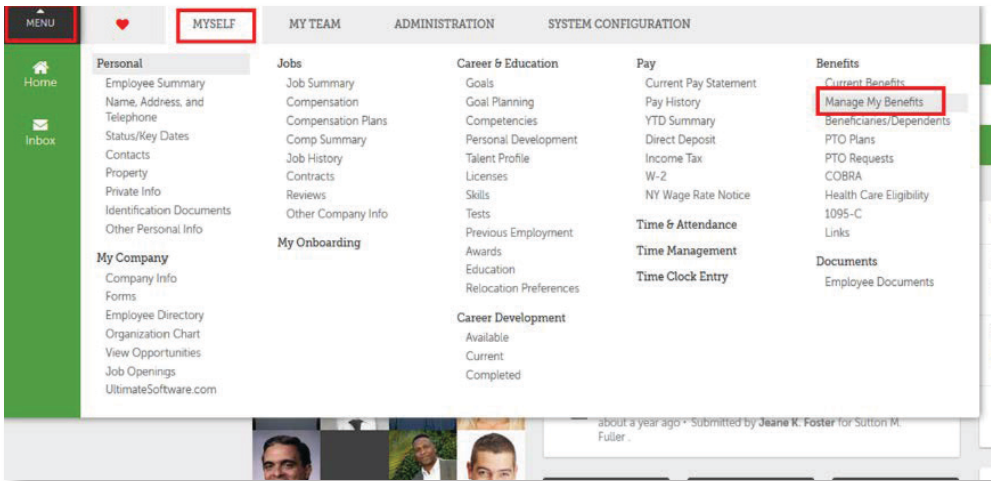 MENU
MYSELF
MY TEAM
ADMINISTRATION
SYSTEM CONFIGURATION
Home
Inbox
Personal
Employee Summary
Name, Address, and
Telephone
Status/Key Dates
Contacts
Property
Private Info
Identification Documents
Other Personal Info
My Company
Company Info
Forms
Employee Directory
Organization Chart
View Opportunities
Job Openings
UltimateSoftware.com
Jobs
Job Summary
Compensation
Compensation Plans
Comp Summary
Job History
Contracts
Reviews
Other Company Info
My Onboarding
Career & Education
Goals
Goal Planning
Competencies
Personal Development
Talent Profile
Licenses
Skills
Tests
Previous Employment
Awards
Education
Relocation Preferences
Career Development
Available
Current
Completed
Pay
Current Pay Statement
Pay History
YTD Summary
Direct Deposit
Income Tax
W-2
NY Wage Rate Notice
Time & Attendance
Time Management
Time Clock Entry
Benefits
Current Benefits
Manage My Benefits
Beneficiaries/Dependents
PTO Plans
PTO Requests
COBRA
Health Care Eligibility
1095-C
Links
Documents
Employee Documents
about a year ago • Submitted by Jeane K. Foster for Sutton M.
Fuller .